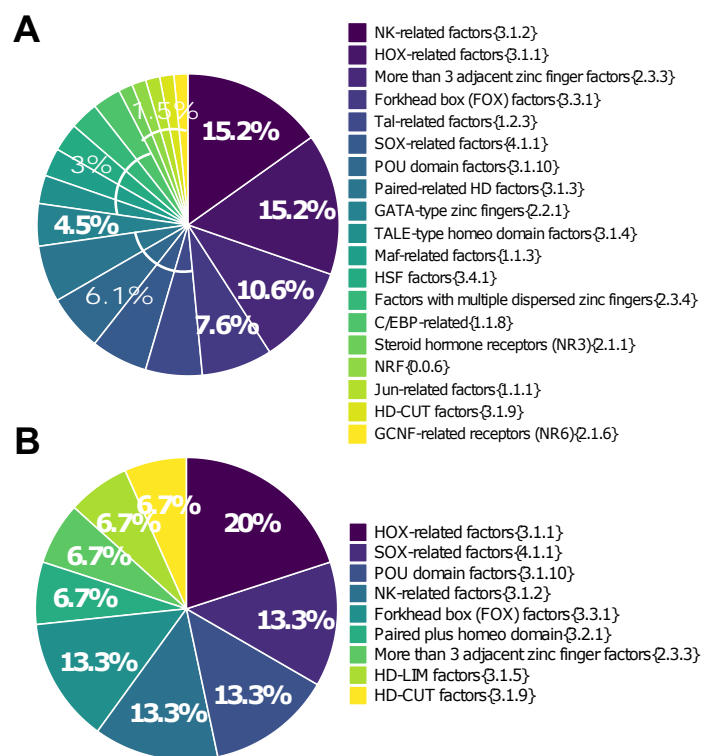 A
NK-related factors{3.1.2}
HOX-related factors{3.1.1}
More than 3 adjacent zinc finger factors{2.3.3}
Forkhead box (FOX) factors{3.3.1}
Tal-related factors{1.2.3}
SOX-related factors{4.1.1}
POU domain factors{3.1.10}
Paired-related HD factors{3.1.3}
GATA-type zinc fingers{2.2.1}
TALE-type homeo domain factors{3.1.4}
Maf-related factors{1.1.3}
HSF factors{3.4.1}
Factors with multiple dispersed zinc fingers{2.3.4}
C/EBP-related{1.1.8}
Steroid hormone receptors (NR3){2.1.1}
NRF{0.0.6}
Jun-related factors{1.1.1}
HD-CUT factors{3.1.9}
GCNF-related receptors (NR6){2.1.6}
1.5%
15.2%
3%
15.2%
4.5%
10.6%
6.1%
7.6%
B
6.7%
6.7%
20%
6.7%
6.7%
13.3%
13.3%
13.3%
13.3%
HOX-related factors{3.1.1}
SOX-related factors{4.1.1}
POU domain factors{3.1.10}
NK-related factors{3.1.2}
Forkhead box (FOX) factors{3.3.1}
Paired plus homeo domain{3.2.1}
More than 3 adjacent zinc finger factors{2.3.3}
HD-LIM factors{3.1.5}
HD-CUT factors{3.1.9}